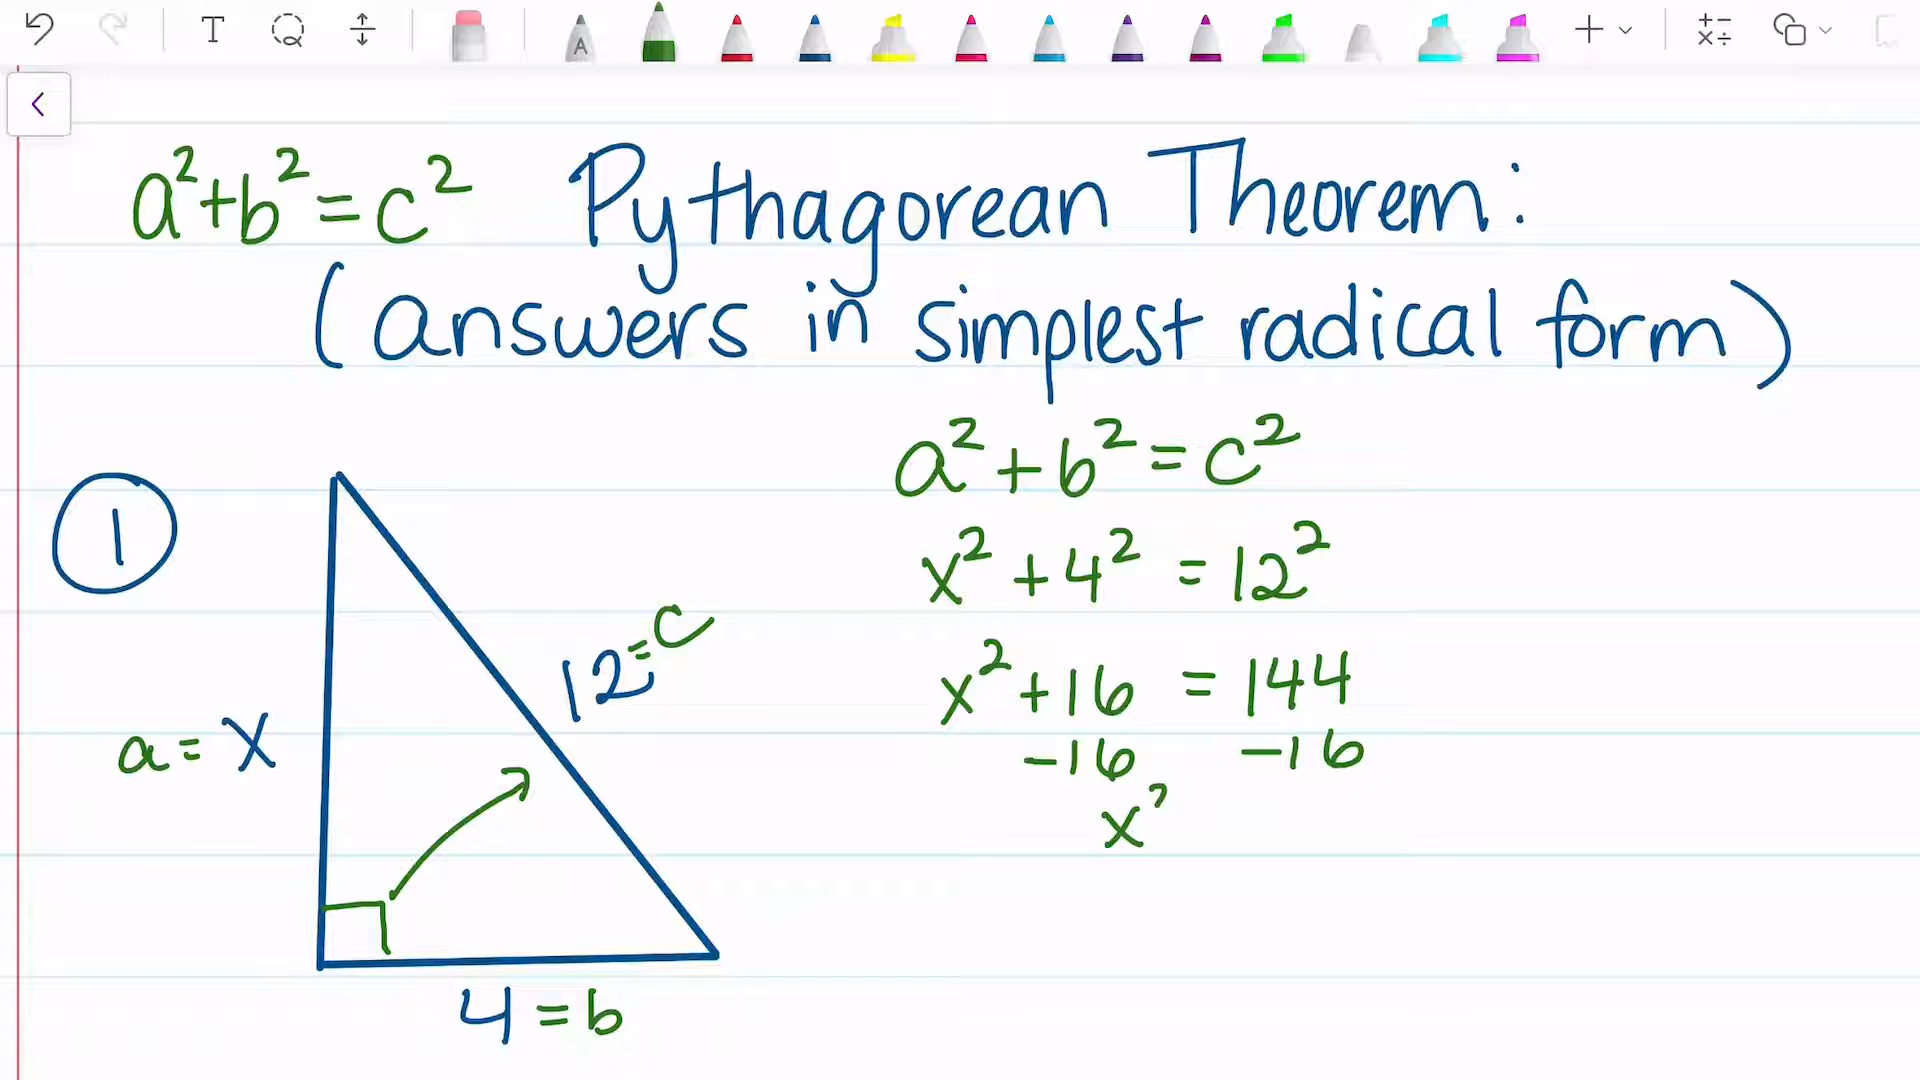 T
A
a²+b²=c² Pythagorean Theorem:
(answers in simplest radical form)
1
a²+b²=c²
x²+4²=12²
12=c
x²+16=144
a=x
-16 -16
x²
4=b